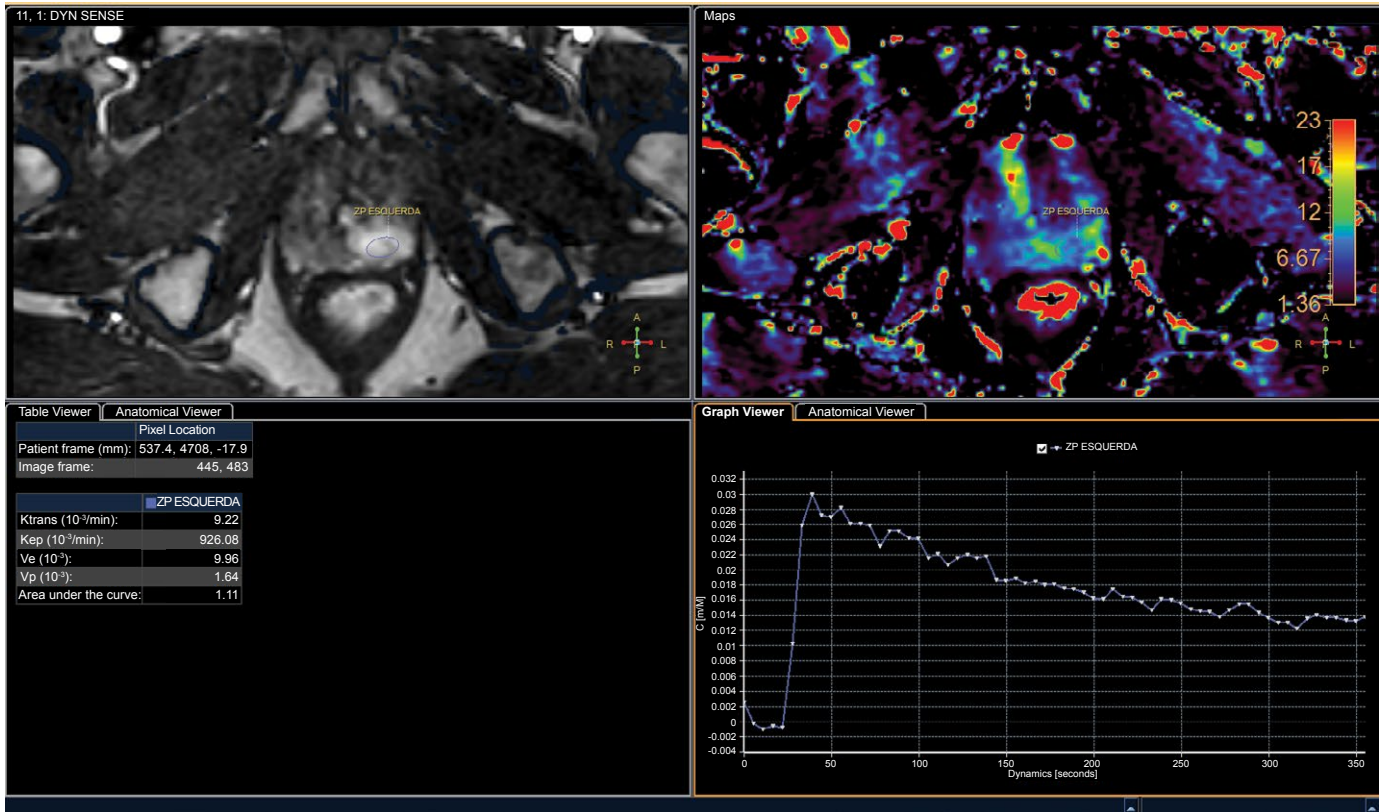 11, 1: DYN SENSE
ZP ESQUERDA
A
R P L
P
Maps
ZP ESQUERDA
23
17
12
6.67
1.36
A
R L
P
Table Viewer Anatomical Viewer
Pixel Location
Patient frame (mm): 537.4, 4708, -17.9
Image frame: 445, 483
ZP ESQUERDA
Ktrans (10⁻³/min): 9.22
Kep (10⁻³/min): 926.08
Ve (10⁻³): 9.96
Vp (10⁻³): 1.64
Area under the curve: 1.11
Graph Viewer Anatomical Viewer
ZP ESQUERDA
C [m/M]
0.032
0.03
0.028
0.026
0.024
0.022
0.02
0.018
0.016
0.014
0.012
0.01
0.008
0.006
0.004
0.002
0
-0.002
-0.004
0 50 100 150 200 250 300 350
Dynamics [seconds]